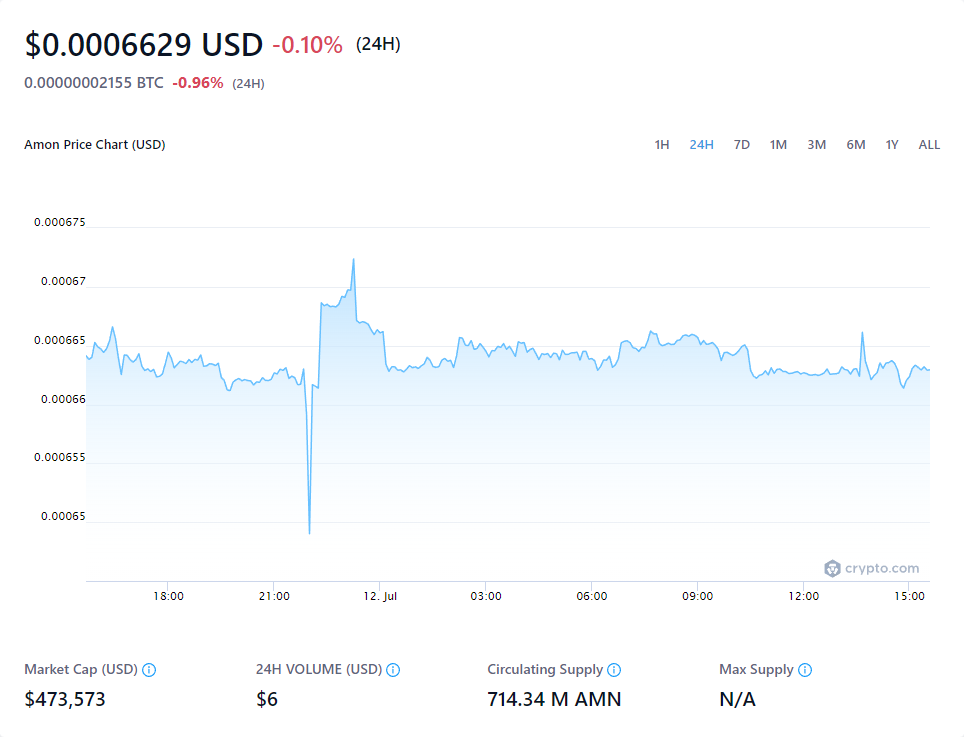 $0.0006629 USD -0.10% (24H)
0.00000002155 BTC -0.96% (24H)
Amon Price Chart (USD) 1H 24H 7D 1M 3M 6M 1Y ALL
0.000675
0.00067
0.000665
0.00066
0.000655
0.00065
crypto.com
18:00 21:00 12. Jul 03:00 06:00 09:00 12:00 15:00
Market Cap (USD) 24H VOLUME (USD) Circulating Supply Max Supply
$473,573 $6 714.34 M AMN N/A